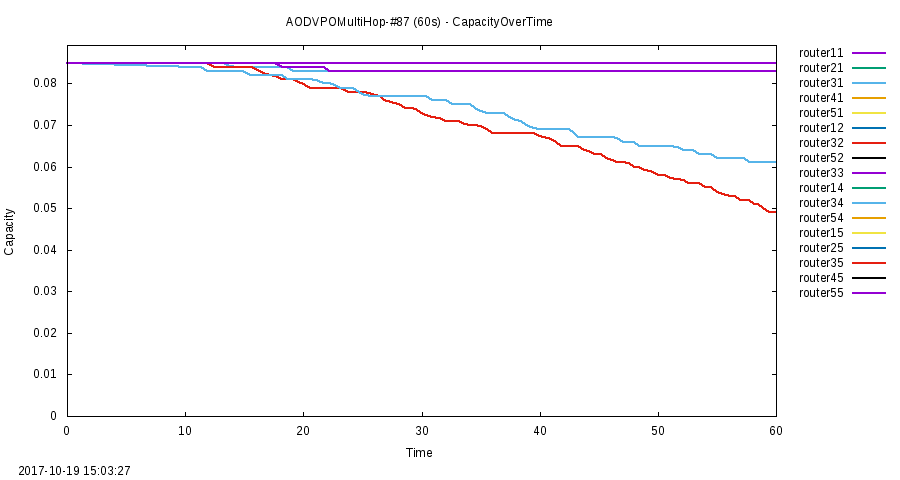 AODVPOMultiHop-#87 (60s) - CapacityOverTime
Capacity
0.08
0.07
0.06
0.05
0.04
0.03
0.02
0.01
0
0 10 20 30 40 50 60
Time
router11
router21
router31
router41
router51
router12
router32
router52
router33
router14
router34
router54
router15
router25
router35
router45
router55
2017-10-19 15:03:27